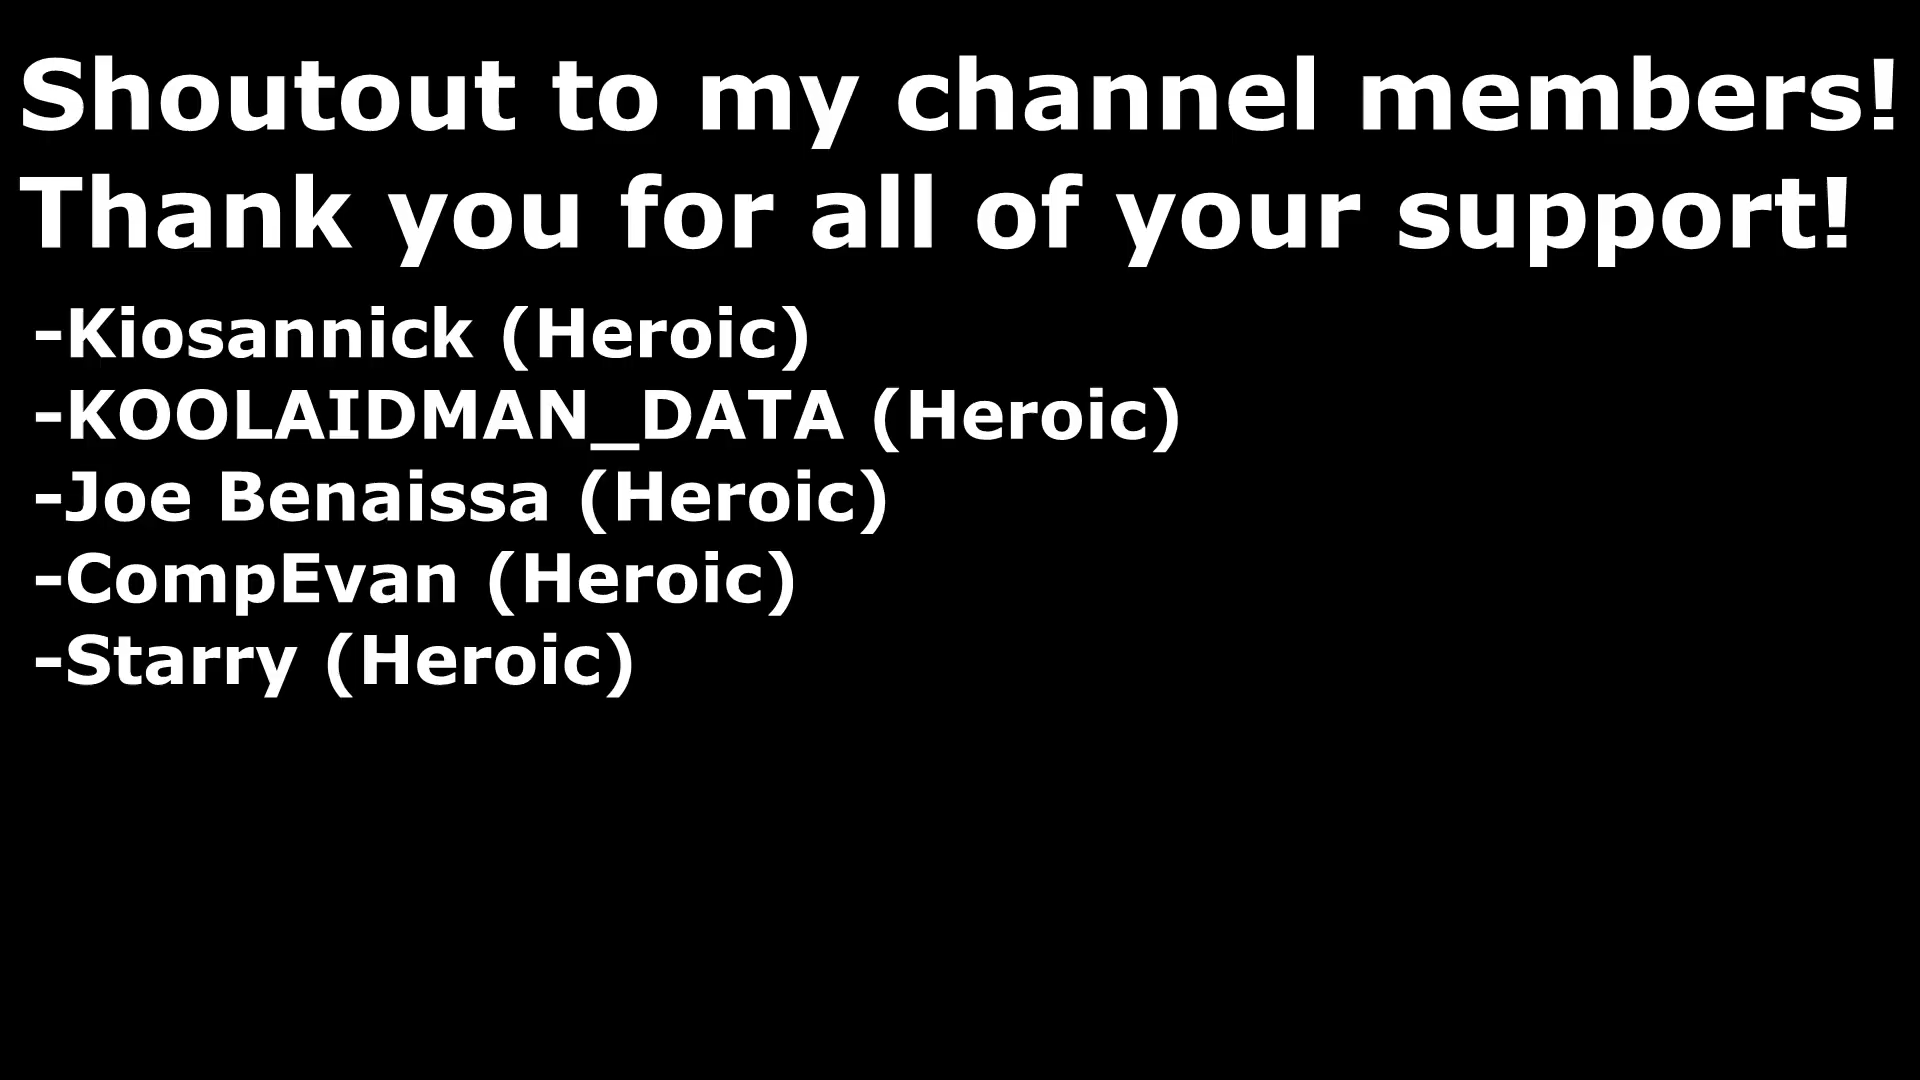 Shoutout to my channel members!
Thank you for all of your support!
-Kiosannick (Heroic)
-KOOLAIDMAN_DATA (Heroic)
-Joe Benaissa (Heroic)
-CompEvan (Heroic)
-Starry (Heroic)